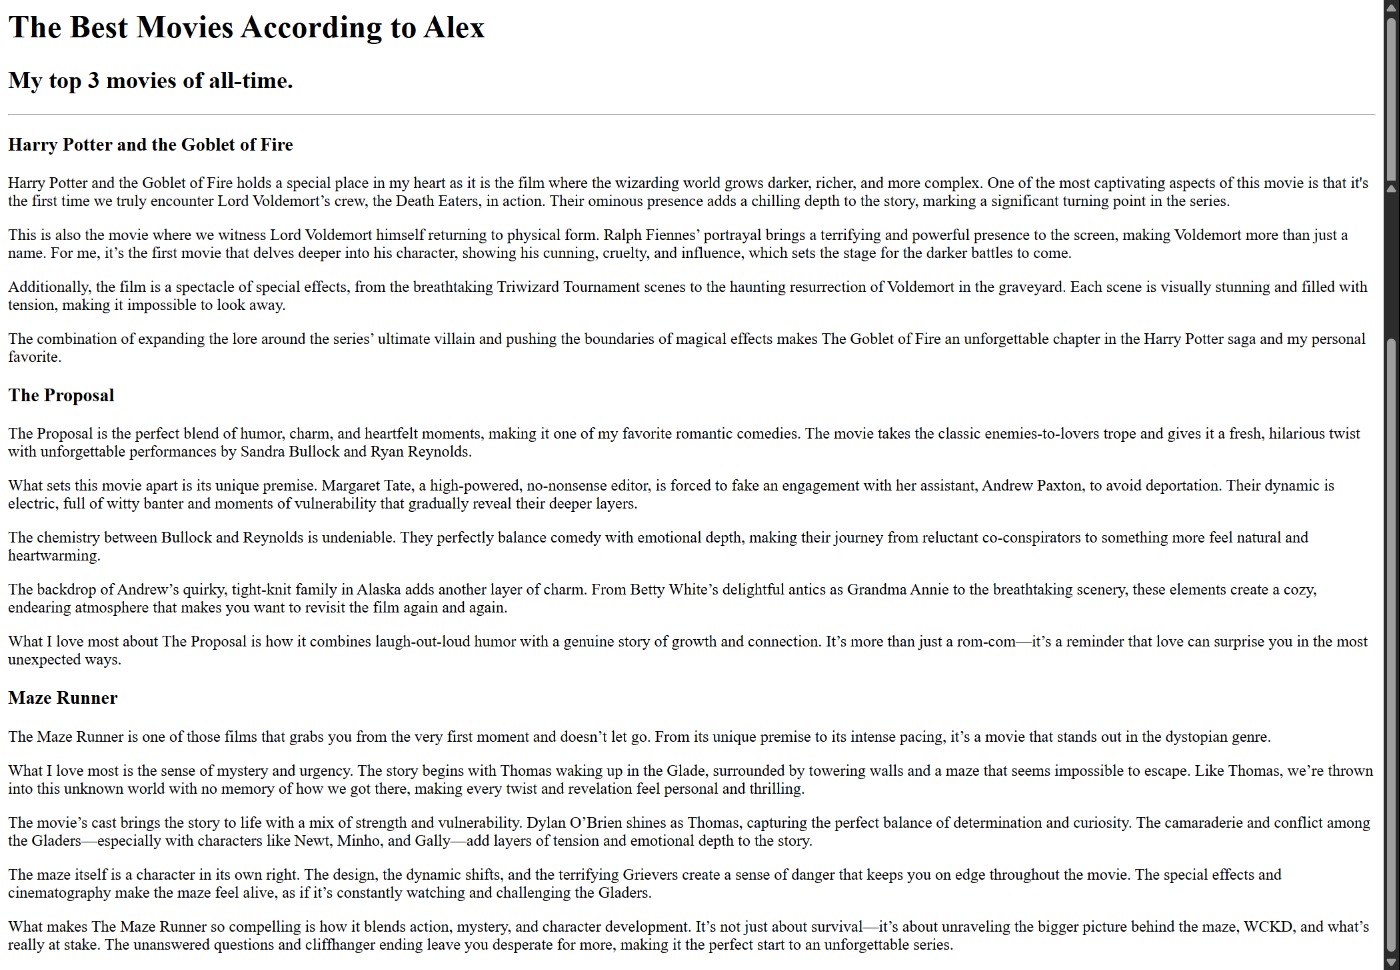 The Best Movies According to Alex
My top 3 movies of all-time.
Harry Potter and the Goblet of Fire
Harry Potter and the Goblet of Fire holds a special place in my heart as it is the film where the wizarding world grows darker, richer, and more complex. One of the most captivating aspects of this movie is that it's
the first time we truly encounter Lord Voldemort’s crew, the Death Eaters, in action. Their ominous presence adds a chilling depth to the story, marking a significant turning point in the series.
This is also the movie where we witness Lord Voldemort himself returning to physical form. Ralph Fiennes’ portrayal brings a terrifying and powerful presence to the screen, making Voldemort more than just a
name. For me, it’s the first movie that delves deeper into his character, showing his cunning, cruelty, and influence, which sets the stage for the darker battles to come.
Additionally, the film is a spectacle of special effects, from the breathtaking Triwizard Tournament scenes to the haunting resurrection of Voldemort in the graveyard. Each scene is visually stunning and filled with
tension, making it impossible to look away.
The combination of expanding the lore around the series’ ultimate villain and pushing the boundaries of magical effects makes The Goblet of Fire an unforgettable chapter in the Harry Potter saga and my personal
favorite.
The Proposal
The Proposal is the perfect blend of humor, charm, and heartfelt moments, making it one of my favorite romantic comedies. The movie takes the classic enemies-to-lovers trope and gives it a fresh, hilarious twist
with unforgettable performances by Sandra Bullock and Ryan Reynolds.
What sets this movie apart is its unique premise. Margaret Tate, a high-powered, no-nonsense editor, is forced to fake an engagement with her assistant, Andrew Paxton, to avoid deportation. Their dynamic is
electric, full of witty banter and moments of vulnerability that gradually reveal their deeper layers.
The chemistry between Bullock and Reynolds is undeniable. They perfectly balance comedy with emotional depth, making their journey from reluctant co-conspirators to something more feel natural and
heartwarming.
The backdrop of Andrew’s quirky, tight-knit family in Alaska adds another layer of charm. From Betty White’s delightful antics as Grandma Annie to the breathtaking scenery, these elements create a cozy,
endearing atmosphere that makes you want to revisit the film again and again.
What I love most about The Proposal is how it combines laugh-out-loud humor with a genuine story of growth and connection. It’s more than just a rom-com—it’s a reminder that love can surprise you in the most
unexpected ways.
Maze Runner
The Maze Runner is one of those films that grabs you from the very first moment and doesn’t let go. From its unique premise to its intense pacing, it’s a movie that stands out in the dystopian genre.
What I love most is the sense of mystery and urgency. The story begins with Thomas waking up in the Glade, surrounded by towering walls and a maze that seems impossible to escape. Like Thomas, we’re thrown
into this unknown world with no memory of how we got there, making every twist and revelation feel personal and thrilling.
The movie’s cast brings the story to life with a mix of strength and vulnerability. Dylan O’Brien shines as Thomas, capturing the perfect balance of determination and curiosity. The camaraderie and conflict among
the Gladers—especially with characters like Newt, Minho, and Gally—add layers of tension and emotional depth to the story.
The maze itself is a character in its own right. The design, the dynamic shifts, and the terrifying Grievers create a sense of danger that keeps you on edge throughout the movie. The special effects and
cinematography make the maze feel alive, as if it’s constantly watching and challenging the Gladers.
What makes The Maze Runner so compelling is how it blends action, mystery, and character development. It’s not just about survival—it’s about unraveling the bigger picture behind the maze, WCKD, and what’s
really at stake. The unanswered questions and cliffhanger ending leave you desperate for more, making it the perfect start to an unforgettable series.